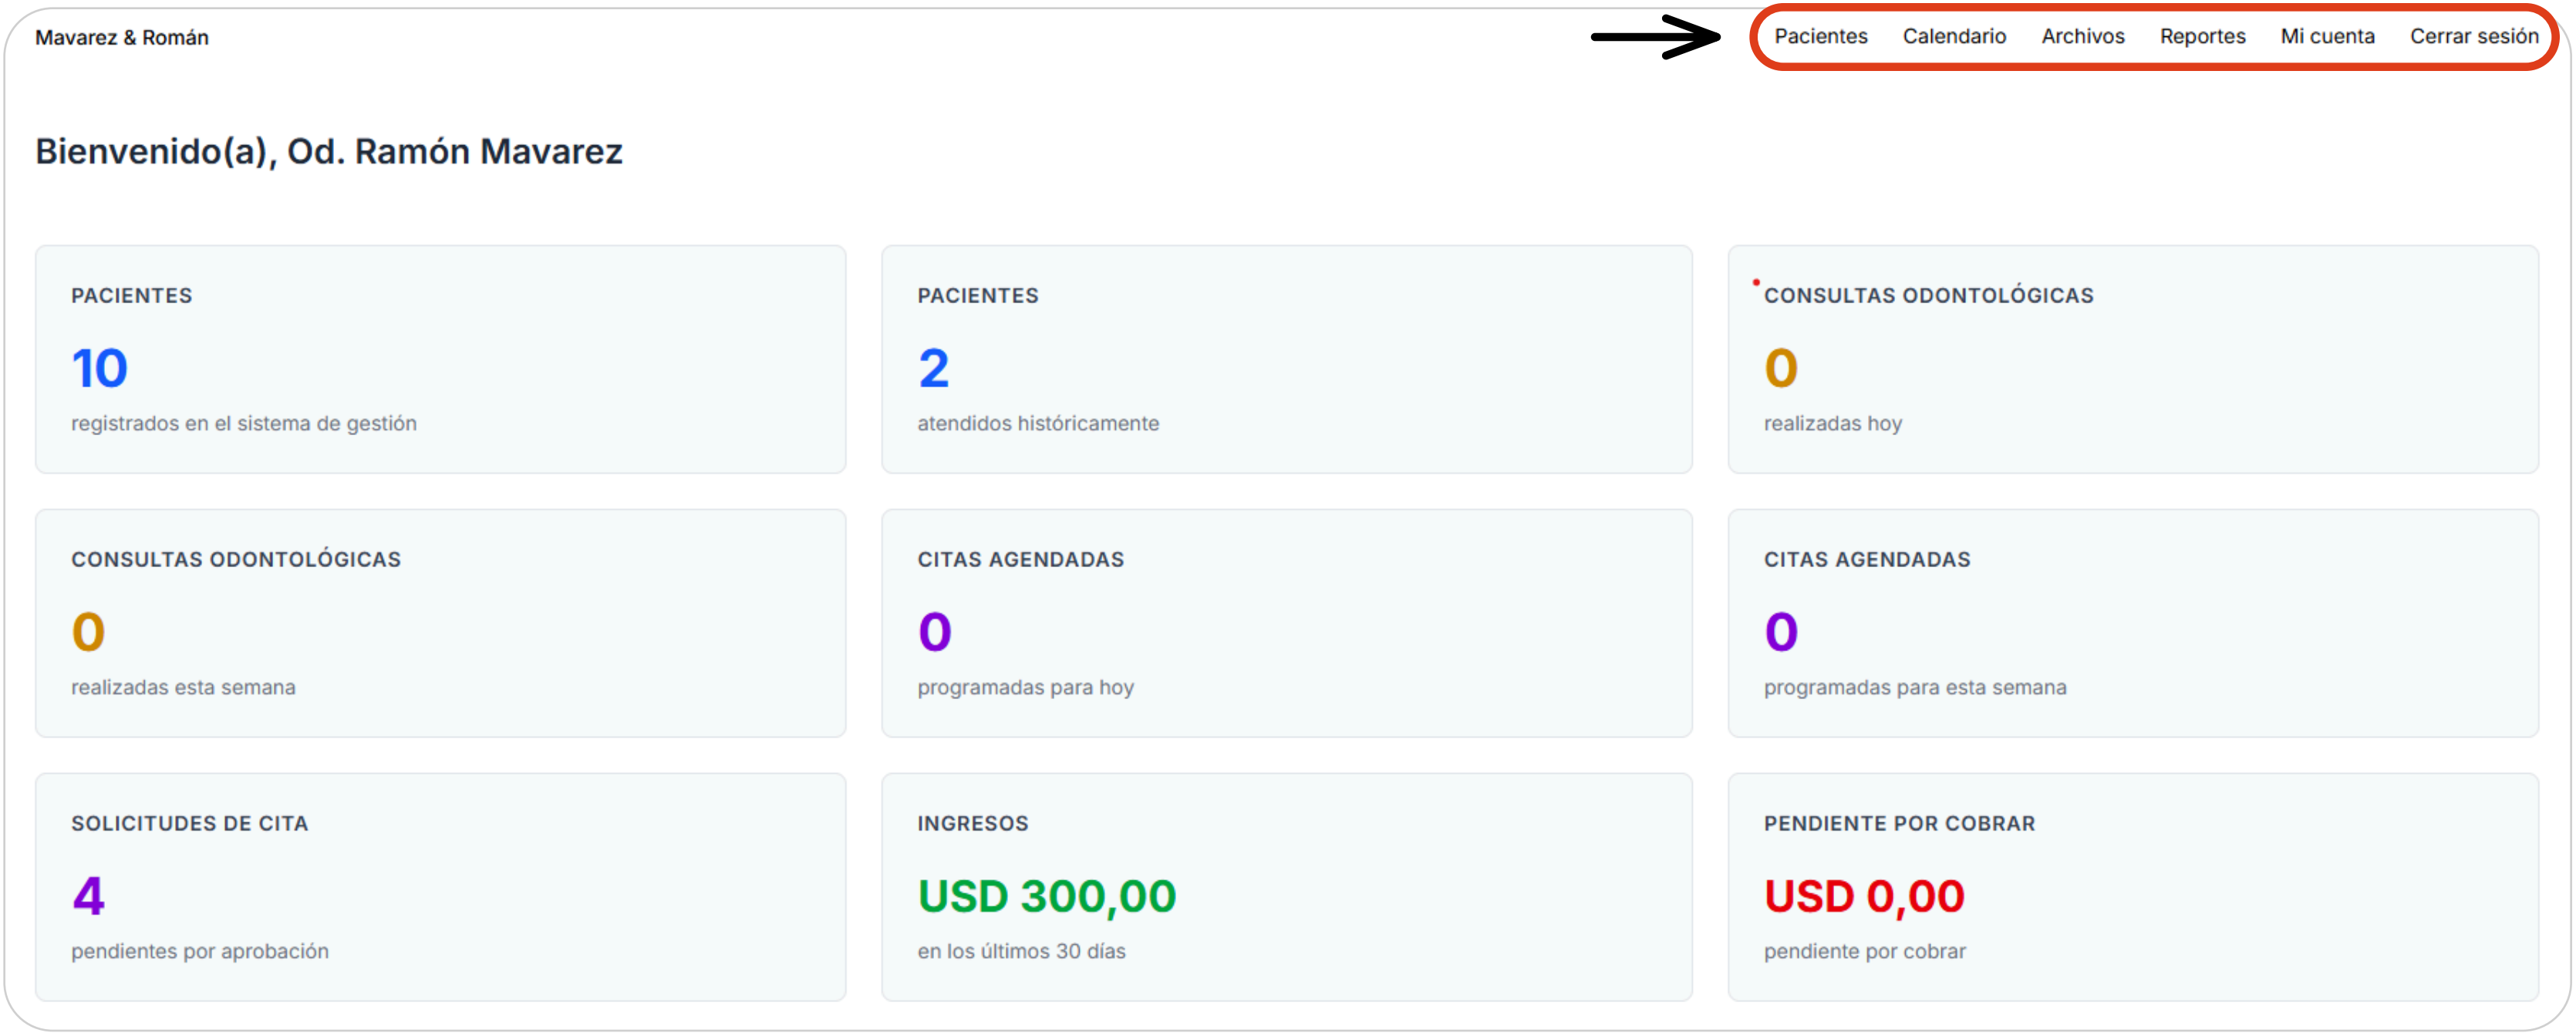 Mavarez & Román
Pacientes Calendario Archivos Reportes Mi cuenta Cerrar sesión
Bienvenido(a), Od. Ramón Mavarez
PACIENTES
10
registrados en el sistema de gestión
PACIENTES
2
atendidos históricamente
CONSULTAS ODONTOLÓGICAS
0
realizadas hoy
CONSULTAS ODONTOLÓGICAS
0
realizadas esta semana
CITAS AGENDADAS
0
programadas para hoy
CITAS AGENDADAS
0
programadas para esta semana
SOLICITUDES DE CITA
4
pendientes por aprobación
INGRESOS
USD 300,00
en los últimos 30 días
PENDIENTE POR COBRAR
USD 0,00
pendiente por cobrar